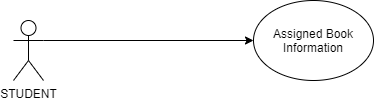 Assigned Book
Information
STUDENT